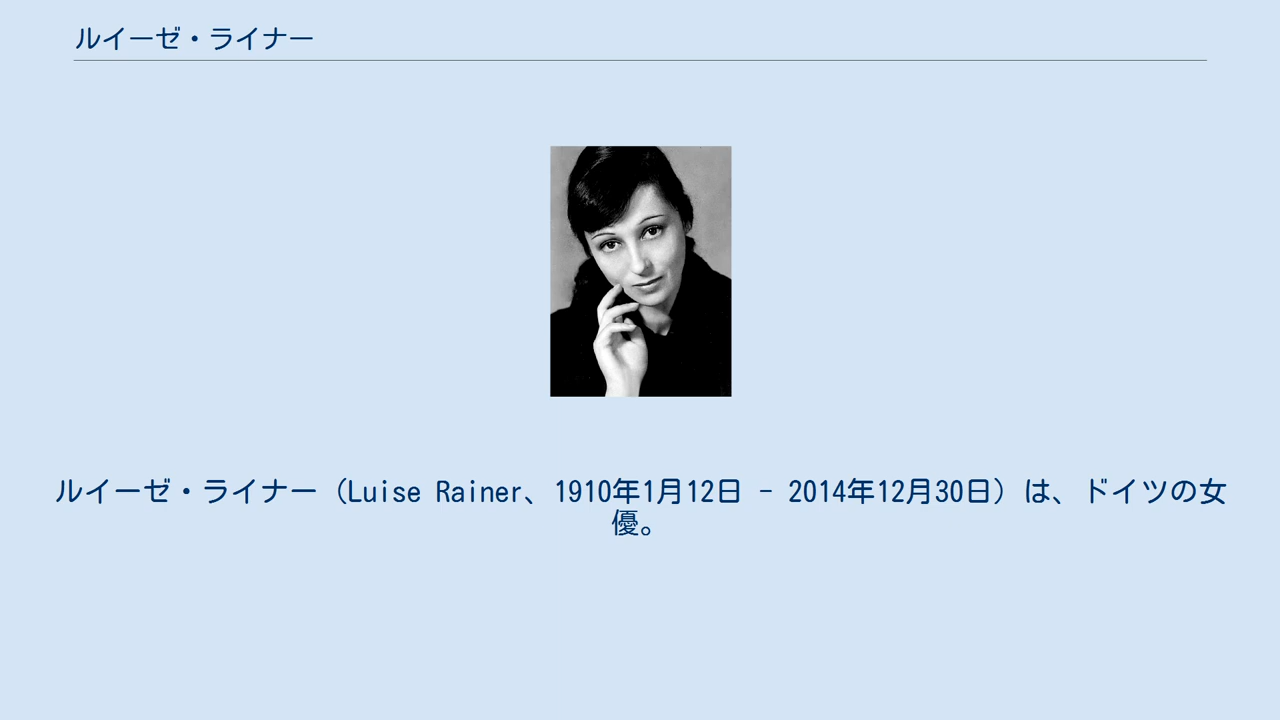 ルイーゼ・ライナー
ルイーゼ・ライナー（Luise Rainer、1910年1月12日 - 2014年12月30日）は、ドイツの女
優。